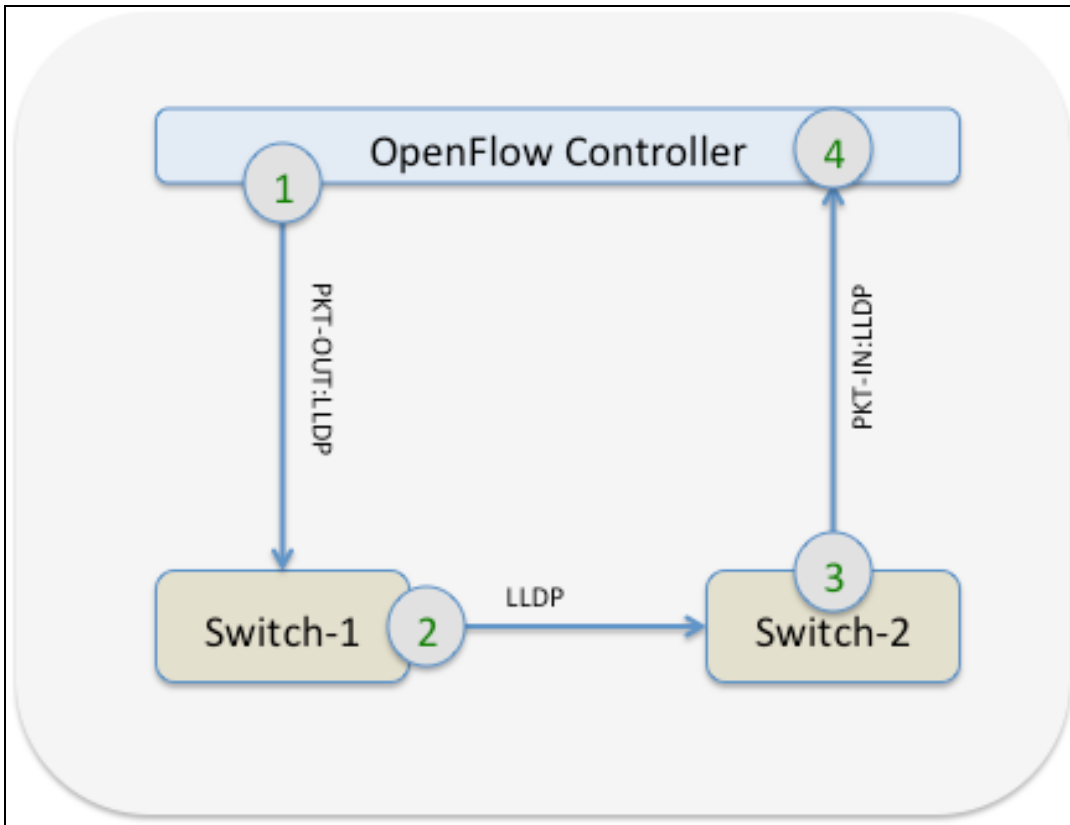 OpenFlow Controller
4
1
PKT-OUT:LLDP
PKT-IN:LLDP
Switch-1
2
LLDP
3
Switch-2